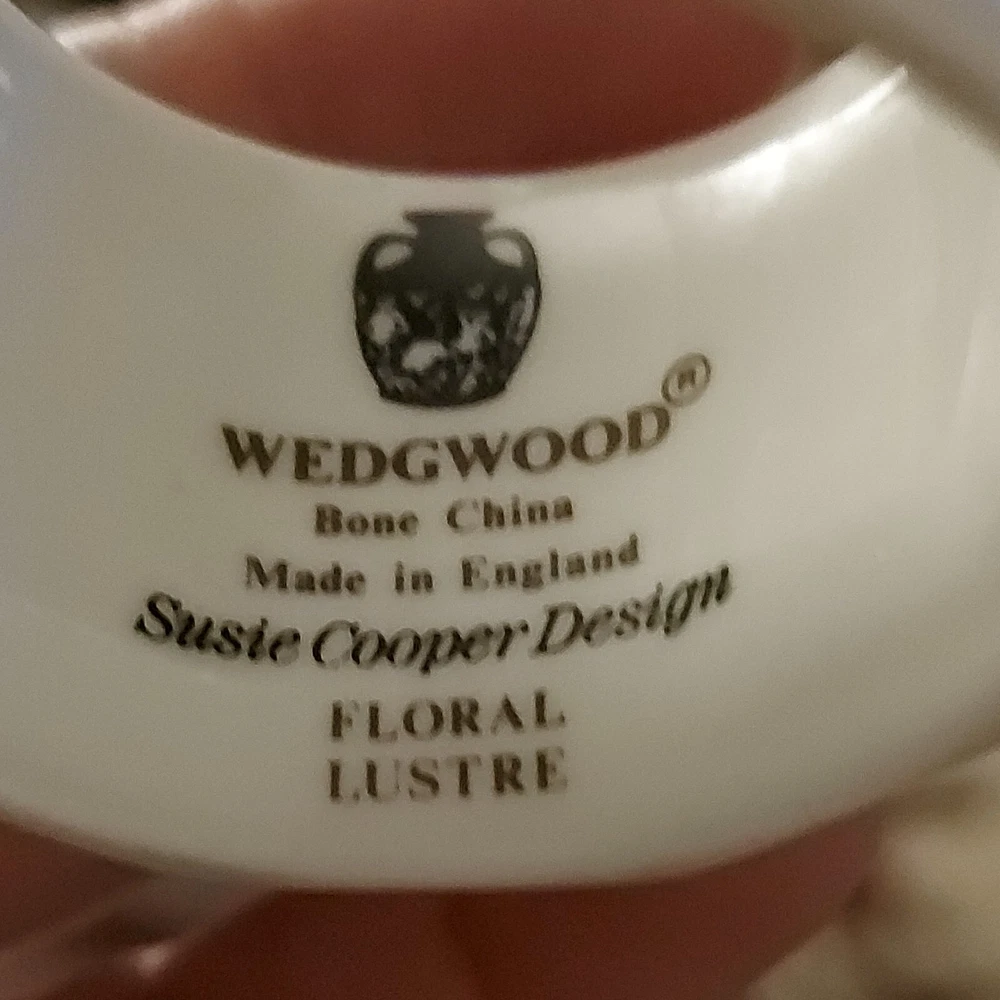 WEDGWOOD®
Bone China
Made in England
Susie Cooper Design
FLORAL
LUSTRE